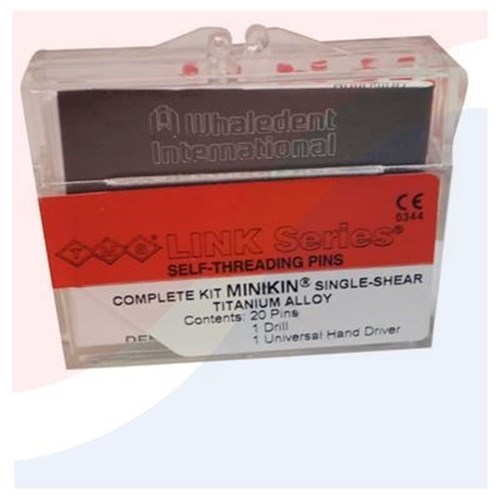 Whaledent
International
CE
0344
TMS
LINK Series®
SELF-THREADING PINS
COMPLETE KIT MINIKIN® SINGLE-SHEAR
TITANIUM ALLOY
Contents: 20 Pins
1 Drill
1 Universal Hand Driver